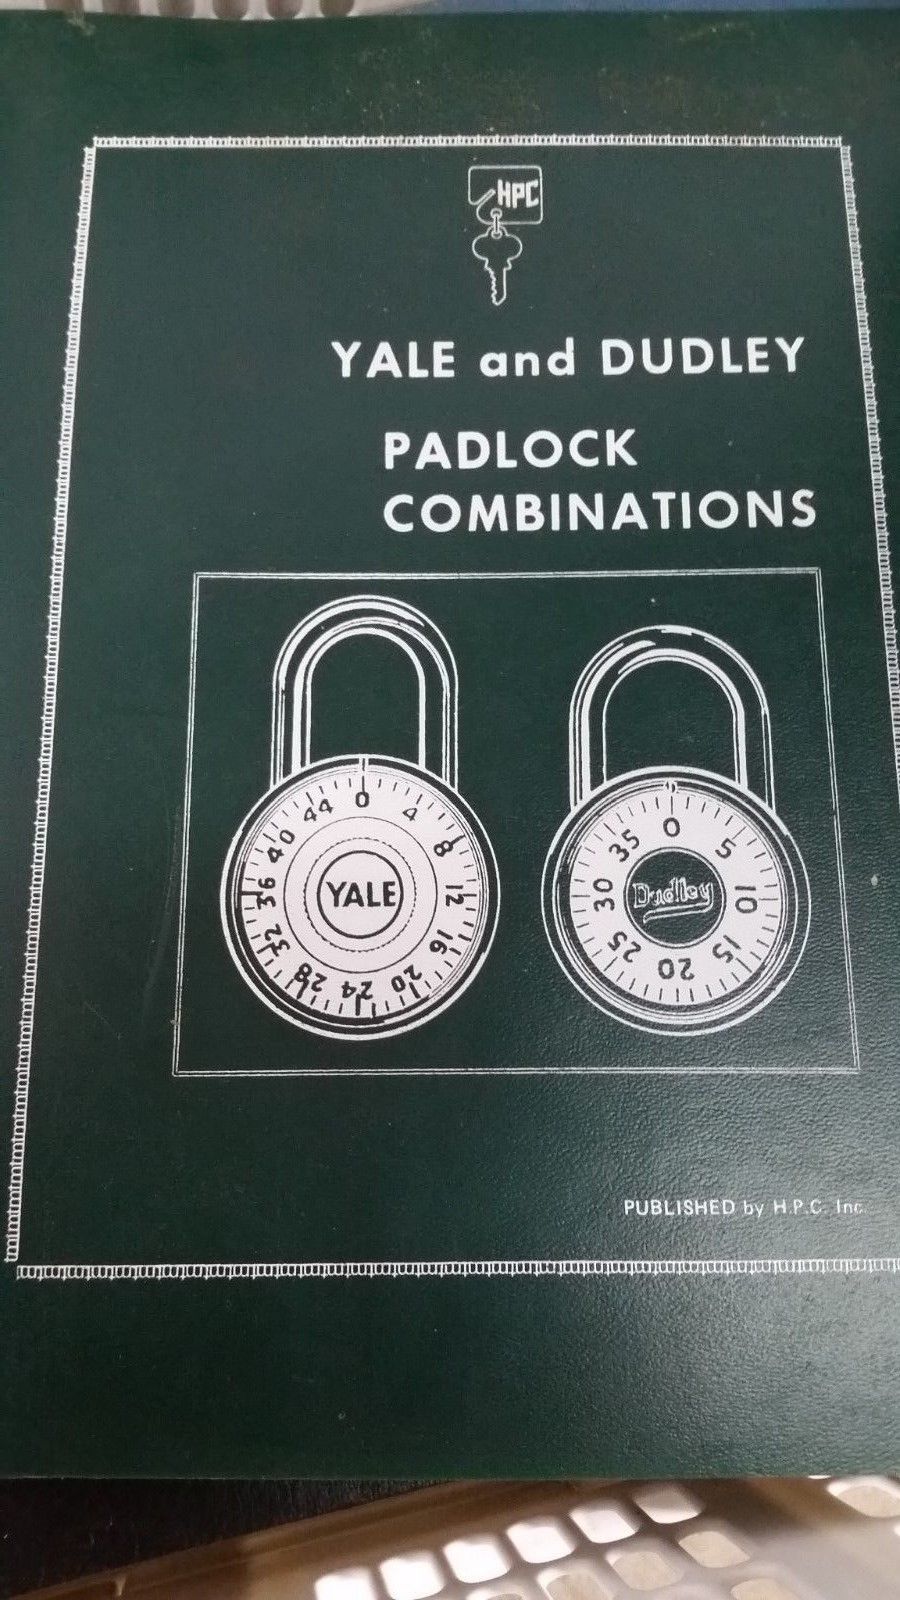 HPC
YALE and DUDLEY
PADLOCK
COMBINATIONS
0
4
8
12
16
20
24
28
32
36
40
44
YALE
0
5
10
15
20
25
30
35
Dudley
PUBLISHED by H.P.C. Inc